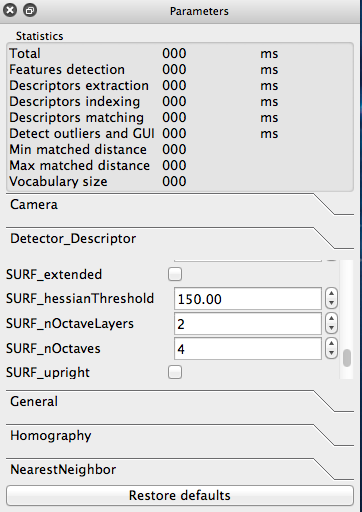 Parameters
Statistics
Total 000 ms
Features detection 000 ms
Descriptors extraction 000 ms
Descriptors indexing 000 ms
Descriptors matching 000 ms
Detect outliers and GUI 000 ms
Min matched distance 000
Max matched distance 000
Vocabulary size 000
Camera
Detector_Descriptor
SURF_extended
SURF_hessianThreshold 150.00
SURF_nOctaveLayers 2
SURF_nOctaves 4
SURF_upright
General
Homography
NearestNeighbor
Restore defaults